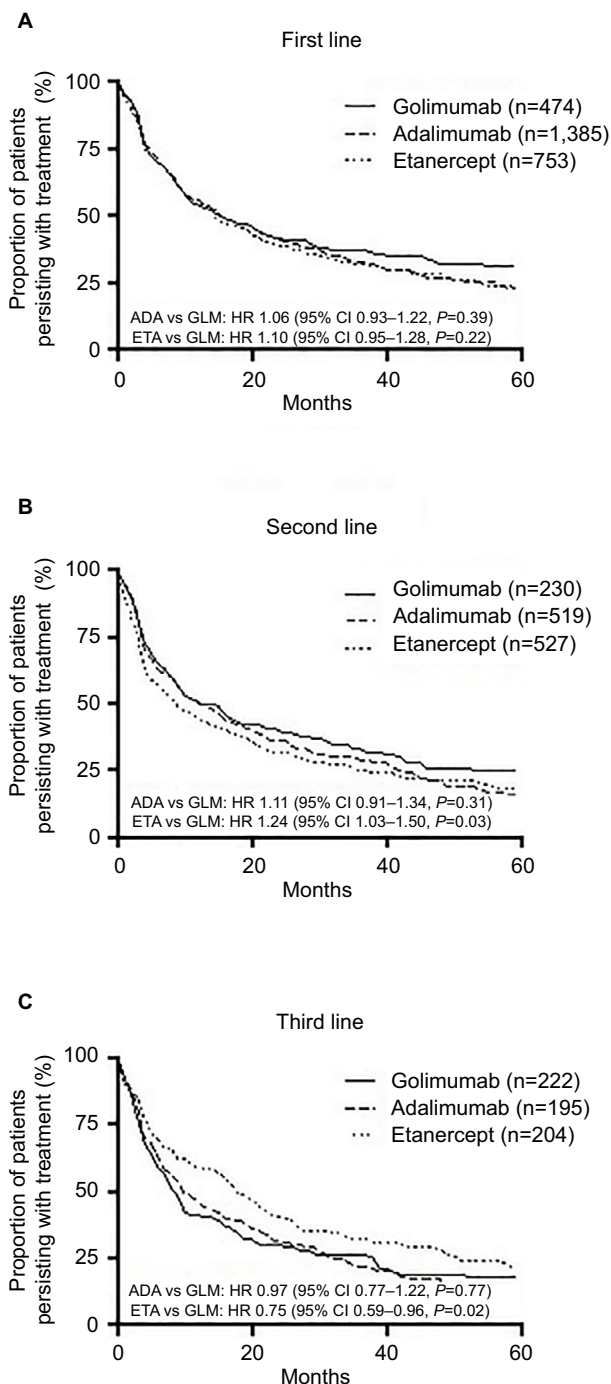 A
First line
Proportion of patients
persisting with treatment (%)
100
75
50
25
0
Golimumab (n=474)
Adalimumab (n=1,385)
Etanercept (n=753)
ADA vs GLM: HR 1.06 (95% CI 0.93–1.22, P=0.39)
ETA vs GLM: HR 1.10 (95% CI 0.95–1.28, P=0.22)
0 20 40 60
Months
B
Second line
Proportion of patients
persisting with treatment (%)
100
75
50
25
0
Golimumab (n=230)
Adalimumab (n=519)
Etanercept (n=527)
ADA vs GLM: HR 1.11 (95% CI 0.91–1.34, P=0.31)
ETA vs GLM: HR 1.24 (95% CI 1.03–1.50, P=0.03)
0 20 40 60
Months
C
Third line
Proportion of patients
persisting with treatment (%)
100
75
50
25
0
Golimumab (n=222)
Adalimumab (n=195)
Etanercept (n=204)
ADA vs GLM: HR 0.97 (95% CI 0.77–1.22, P=0.77)
ETA vs GLM: HR 0.75 (95% CI 0.59–0.96, P=0.02)
0 20 40 60
Months